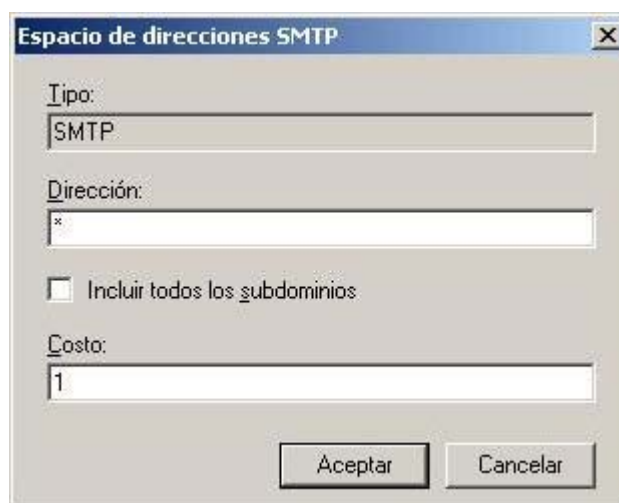 Espacio de direcciones SMTP
Tipo:
SMTP
Dirección:
*
Incluir todos los subdominios
Costo:
1
Aceptar Cancelar